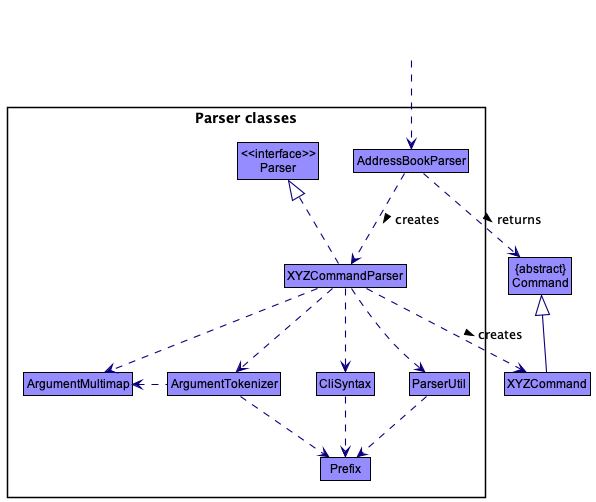 Parser classes
<<interface>>
Parser
AddressBookParser
creates
returns
XYZCommandParser
{abstract}
Command
creates
ArgumentMultimap
ArgumentTokenizer
CliSyntax
ParserUtil
XYZCommand
Prefix